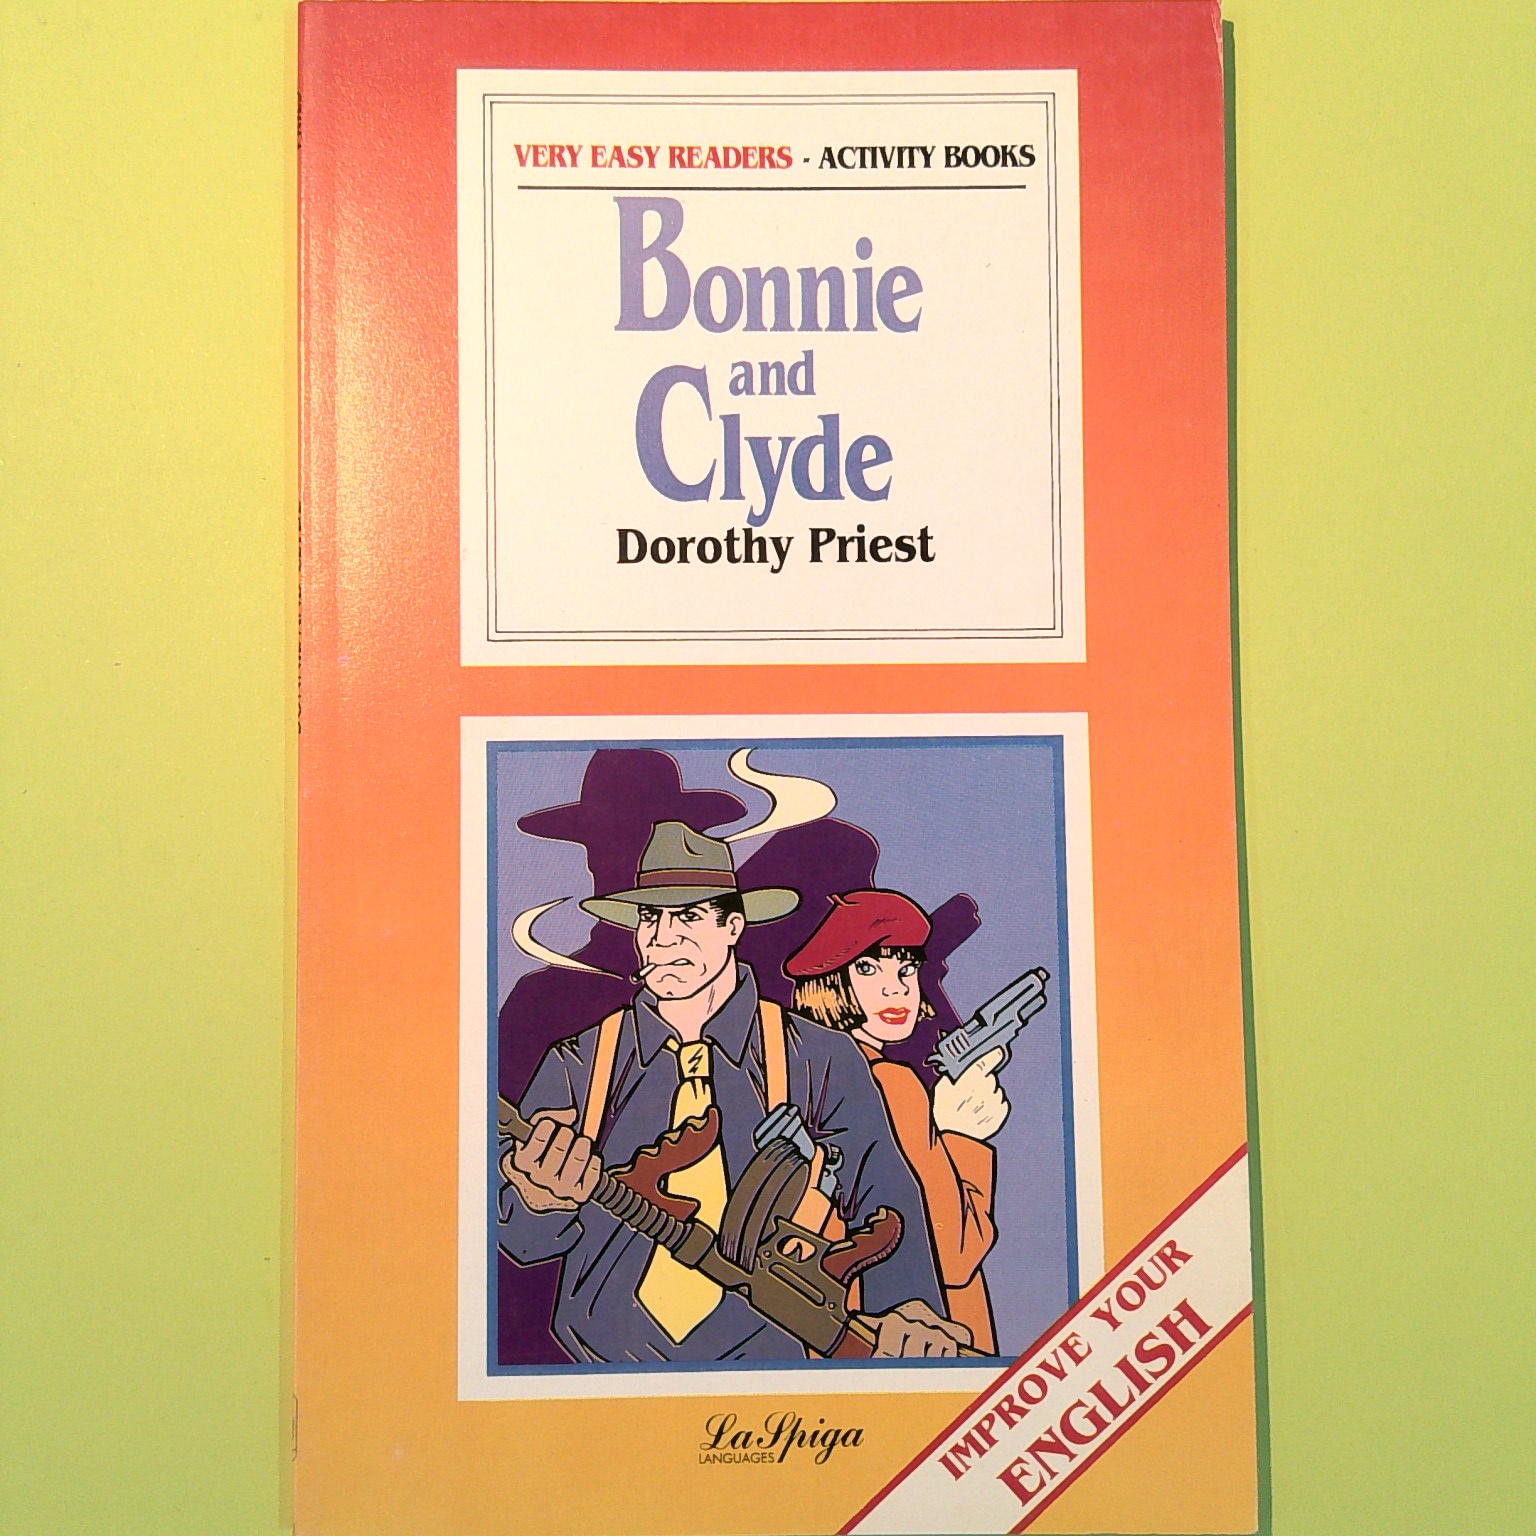 VERY EASY READERS - ACTIVITY BOOKS
Bonnie
and
Clyde
Dorothy Priest
IMPROVE YOUR
ENGLISH
La Spiga
LANGUAGES